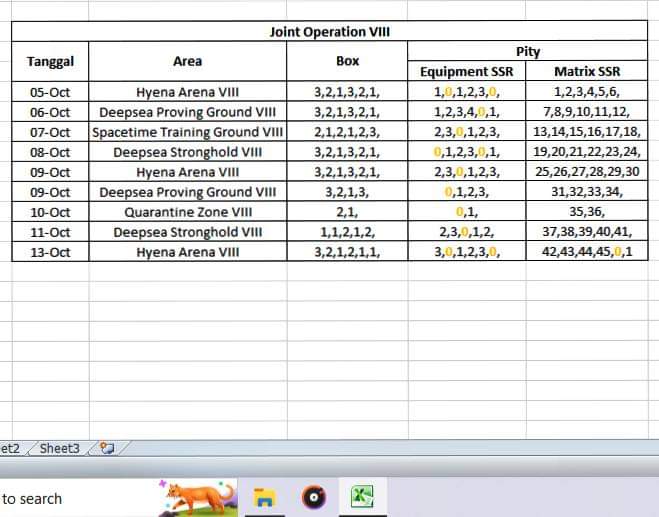 Joint Operation VIII
Tanggal Area Box Pity
Equipment SSR Matrix SSR
05-Oct Hyena Arena VIII 3,2,1,3,2,1, 1,0,1,2,3,0, 1,2,3,4,5,6,
06-Oct Deepsea Proving Ground VIII 3,2,1,3,2,1, 1,2,3,4,0,1, 7,8,9,10,11,12,
07-Oct Spacetime Training Ground VIII 2,1,2,1,2,3, 2,3,0,1,2,3, 13,14,15,16,17,18,
08-Oct Deepsea Stronghold VIII 3,2,1,3,2,1, 0,1,2,3,0,1, 19,20,21,22,23,24,
09-Oct Hyena Arena VIII 3,2,1,3,2,1, 2,3,0,1,2,3, 25,26,27,28,29,30
09-Oct Deepsea Proving Ground VIII 3,2,1,3, 0,1,2,3, 31,32,33,34,
10-Oct Quarantine Zone VIII 2,1, 0,1, 35,36,
11-Oct Deepsea Stronghold VIII 1,1,2,1,2, 2,3,0,1,2, 37,38,39,40,41,
13-Oct Hyena Arena VIII 3,2,1,2,1,1, 3,0,1,2,3,0, 42,43,44,45,0,1
et2 Sheet3
to search